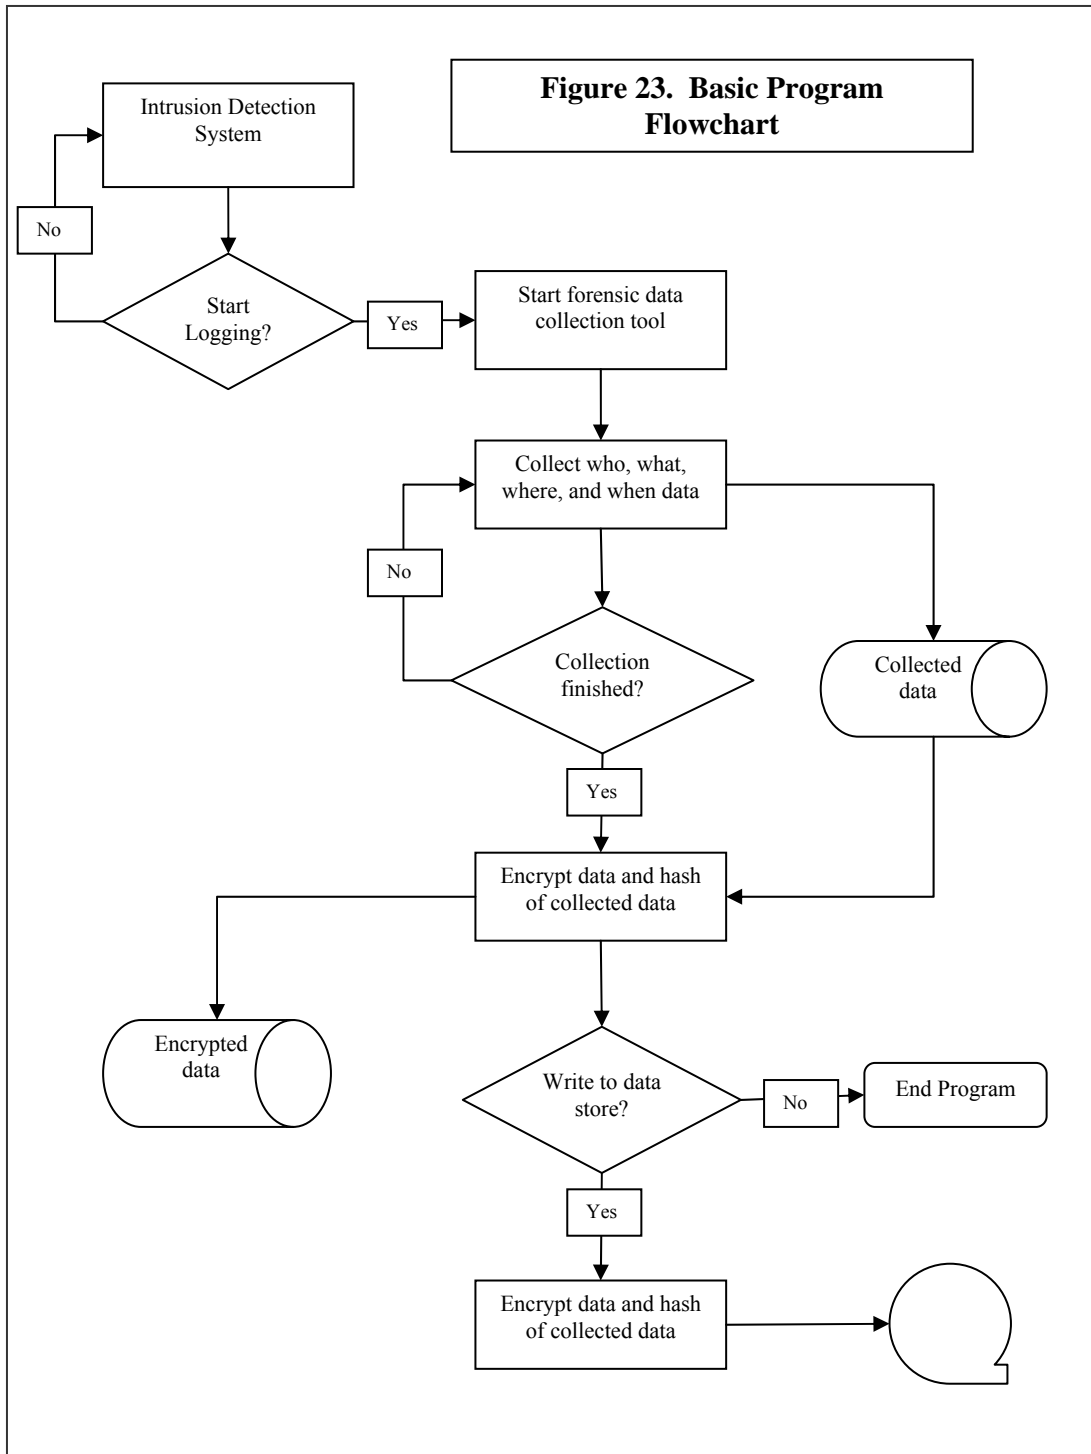 Figure 23. Basic Program
Flowchart
Intrusion Detection
System
No
Start
Logging?
Yes
Start forensic data
collection tool
Collect who, what,
where, and when data
No
Collection
finished?
Collected
data
Yes
Encrypt data and hash
of collected data
Encrypted
data
Write to data
store?
No
End Program
Yes
Encrypt data and hash
of collected data